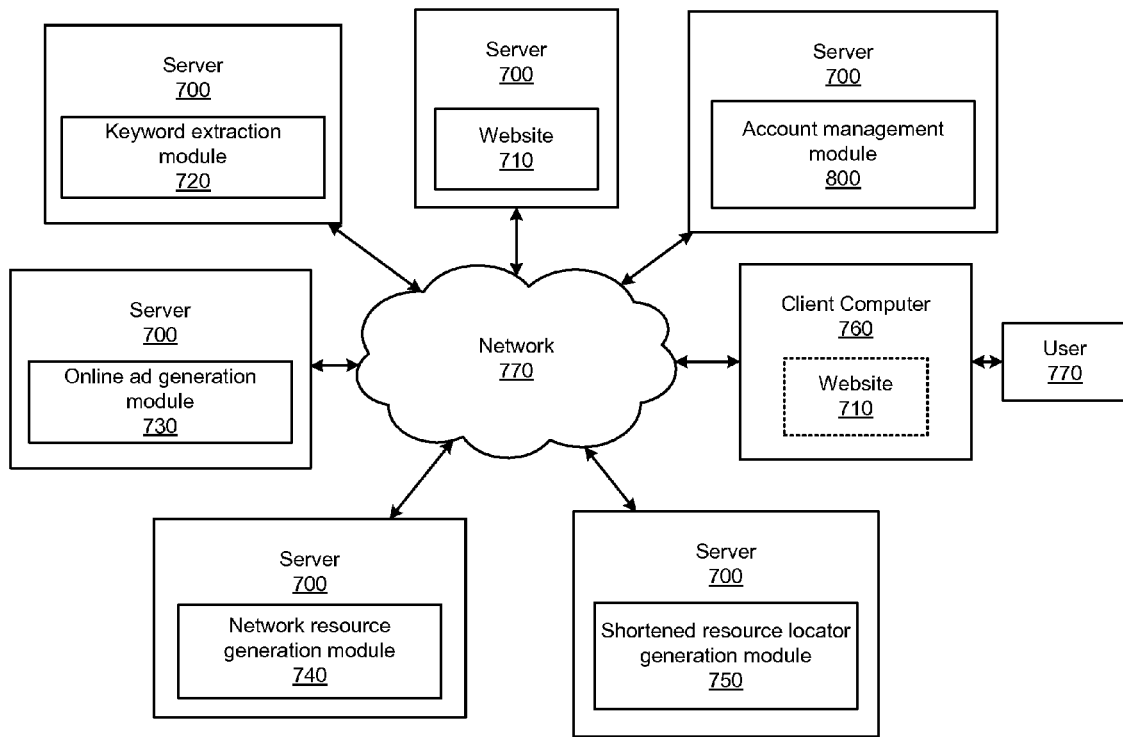 Server
700
Keyword extraction
module
720
Server
700
Website
710
Server
700
Account management
module
800
Server
700
Online ad generation
module
730
Network
770
Client Computer
760
Website
710
User
770
Server
700
Network resource
generation module
740
Server
700
Shortened resource locator
generation module
750